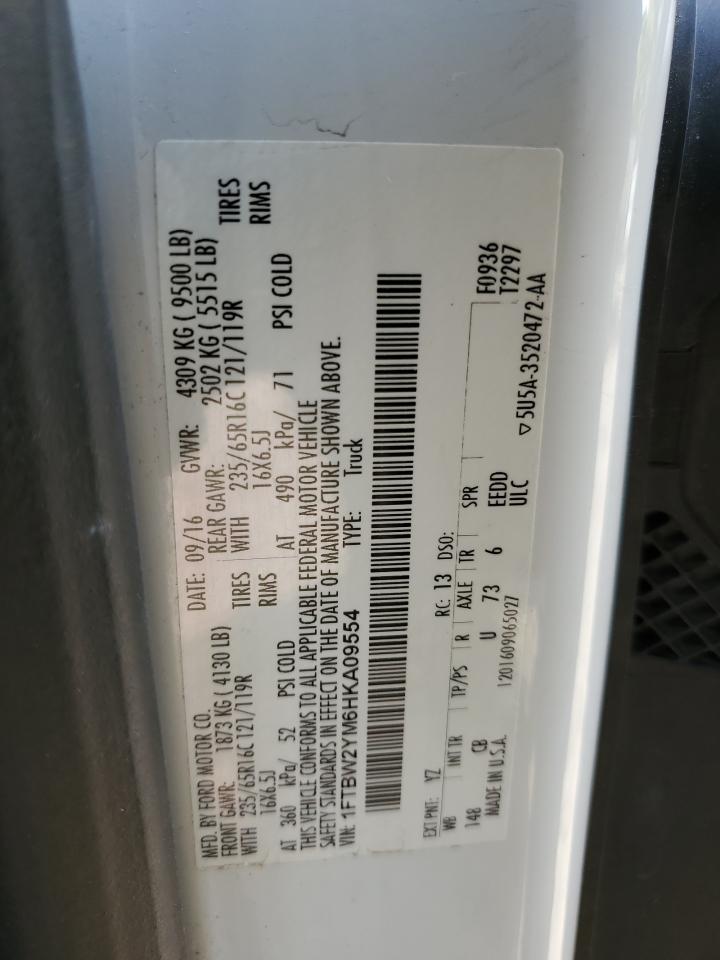 MFD. BY FORD MOTOR CO.
DATE: 09/16 GVWR: 4309 KG ( 9500 LB)
FRONT GAWR: 1873 KG ( 4130 LB) REAR GAWR: 2502 KG ( 5515 LB)
WITH 235/65R16C 121/119R TIRES WITH 235/65R16C 121/119R TIRES
16X6.5J RIMS 16X6.5J RIMS
AT 360 kPa/ 52 PSI COLD AT 490 kPa/ 71 PSI COLD
THIS VEHICLE CONFORMS TO ALL APPLICABLE FEDERAL MOTOR VEHICLE
SAFETY STANDARDS IN EFFECT ON THE DATE OF MANUFACTURE SHOWN ABOVE.
VIN: 1FTBW2YM6HKA09554 TYPE: Truck
EXT PNT: YZ RC: 13 DSO:
WB INT TR TP/PS R AXLE TR SPR F0936
148 CB U 73 6 EEDD T2297
MADE IN U.S.A. ULC
1201609065027 ▽ 5U5A-3520472-AA